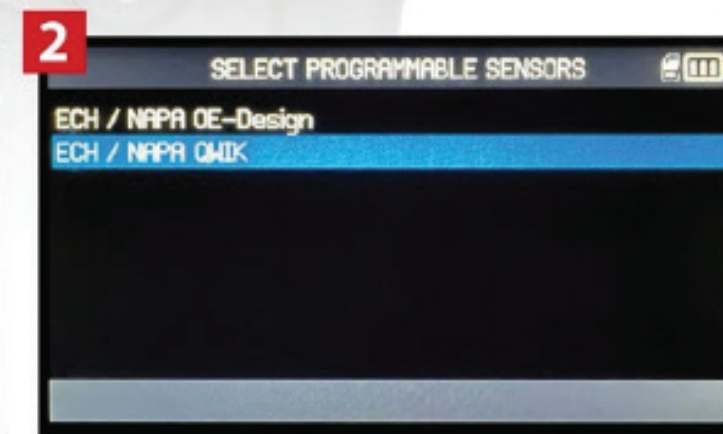 2
SELECT PROGRAMMABLE SENSORS
ECH / NAPA OE-Design
ECH / NAPA QWIK